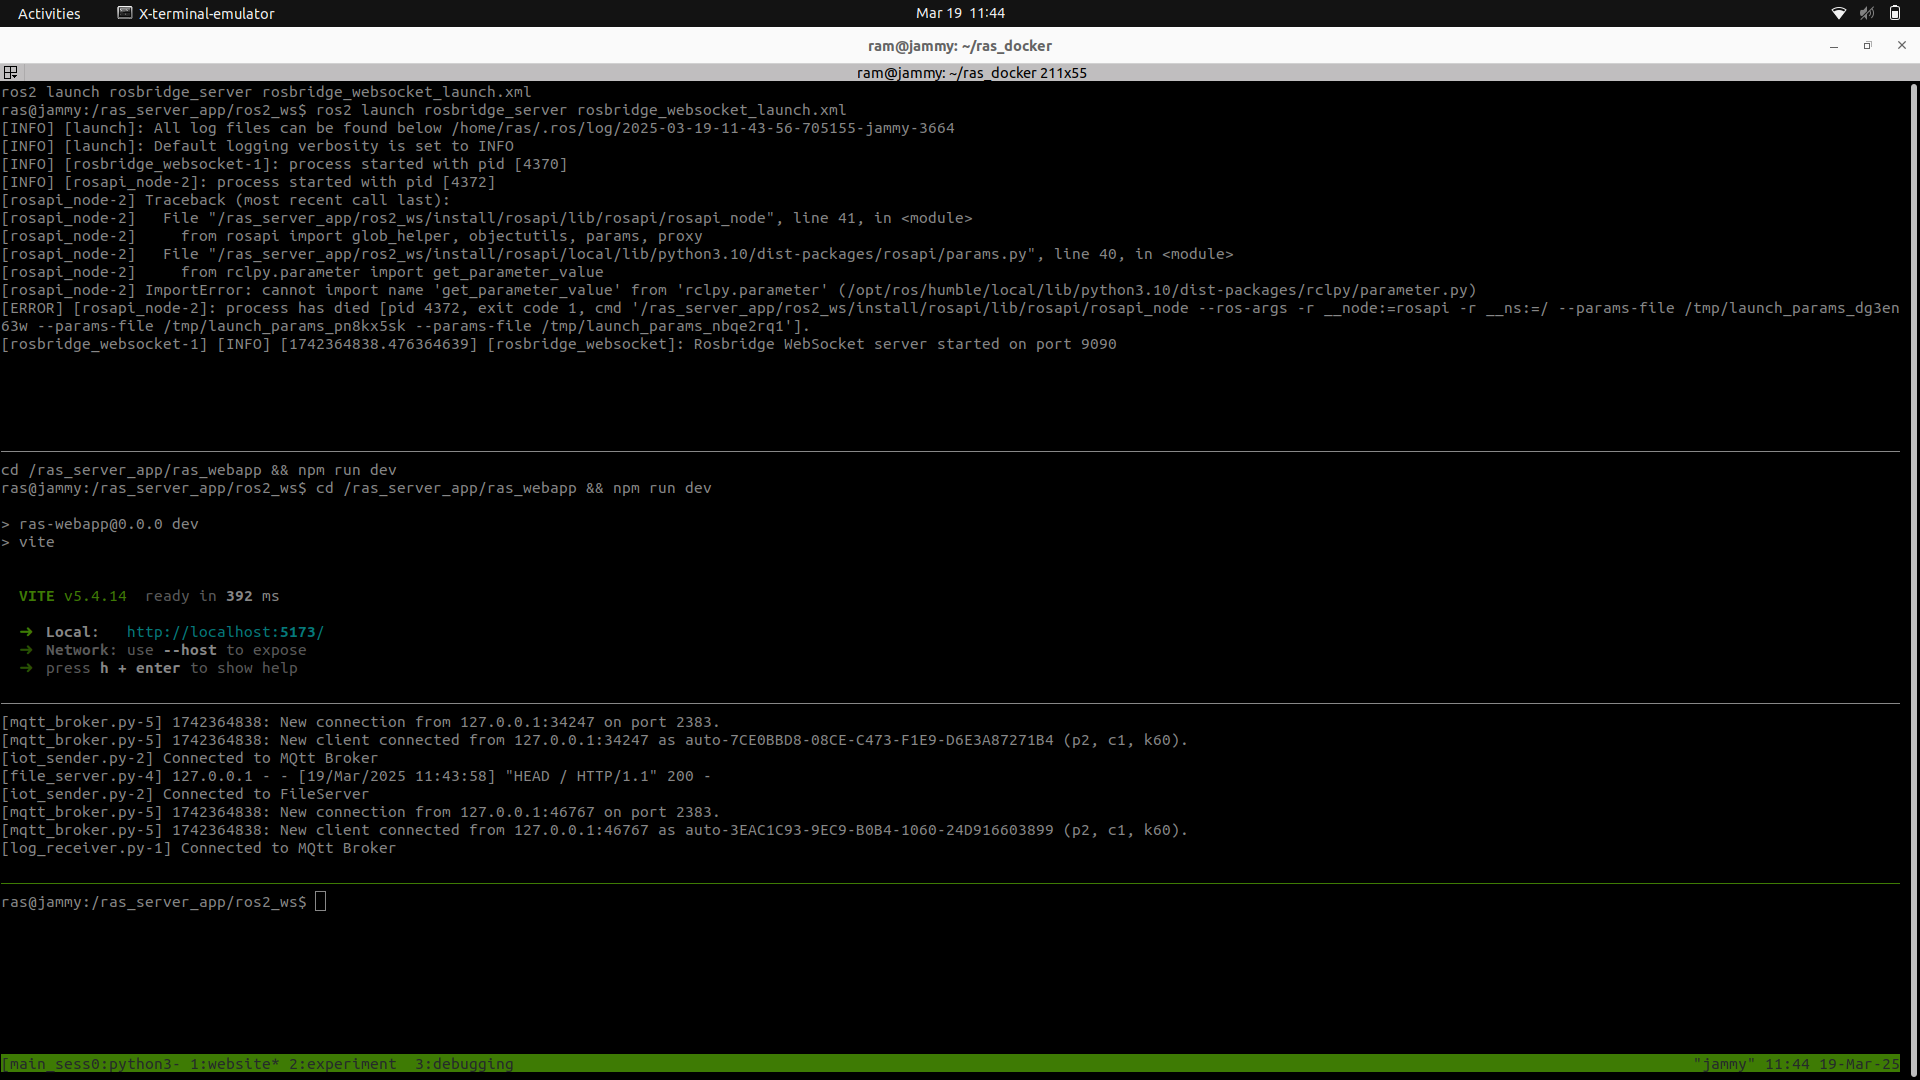 Activities
X-terminal-emulator
Mar 19 11:44
ram@jammy: ~/ras_docker
ram@jammy: ~/ras_docker 211x55
ros2 launch rosbridge_server rosbridge_websocket_launch.xml
ras@jammy:/ras_server_app/ros2_ws$ ros2 launch rosbridge_server rosbridge_websocket_launch.xml
[INFO] [launch]: All log files can be found below /home/ras/.ros/log/2025-03-19-11-43-56-705155-jammy-3664
[INFO] [launch]: Default logging verbosity is set to INFO
[INFO] [rosbridge_websocket-1]: process started with pid [4370]
[INFO] [rosapi_node-2]: process started with pid [4372]
[rosapi_node-2] Traceback (most recent call last):
[rosapi_node-2]   File "/ras_server_app/ros2_ws/install/rosapi/lib/rosapi/rosapi_node", line 41, in <module>
[rosapi_node-2]     from rosapi import glob_helper, objectutils, params, proxy
[rosapi_node-2]   File "/ras_server_app/ros2_ws/install/rosapi/local/lib/python3.10/dist-packages/rosapi/params.py", line 40, in <module>
[rosapi_node-2]     from rclpy.parameter import get_parameter_value
[rosapi_node-2] ImportError: cannot import name 'get_parameter_value' from 'rclpy.parameter' (/opt/ros/humble/local/lib/python3.10/dist-packages/rclpy/parameter.py)
[ERROR] [rosapi_node-2]: process has died [pid 4372, exit code 1, cmd '/ras_server_app/ros2_ws/install/rosapi/lib/rosapi/rosapi_node --ros-args -r __node:=rosapi -r __ns:=/ --params-file /tmp/launch_params_dg3en
63w --params-file /tmp/launch_params_pn8kx5sk --params-file /tmp/launch_params_nbqe2rq1'].
[rosbridge_websocket-1] [INFO] [1742364838.476364639] [rosbridge_websocket]: Rosbridge WebSocket server started on port 9090
cd /ras_server_app/ras_webapp && npm run dev
ras@jammy:/ras_server_app/ros2_ws$ cd /ras_server_app/ras_webapp && npm run dev
> ras-webapp@0.0.0 dev
> vite
VITE v5.4.14  ready in 392 ms
➜  Local:   http://localhost:5173/
➜  Network: use --host to expose
➜  press h + enter to show help
[mqtt_broker.py-5] 1742364838: New connection from 127.0.0.1:34247 on port 2383.
[mqtt_broker.py-5] 1742364838: New client connected from 127.0.0.1:34247 as auto-7CE0BBD8-08CE-C473-F1E9-D6E3A87271B4 (p2, c1, k60).
[iot_sender.py-2] Connected to MQtt Broker
[file_server.py-4] 127.0.0.1 - - [19/Mar/2025 11:43:58] "HEAD / HTTP/1.1" 200 -
[iot_sender.py-2] Connected to FileServer
[mqtt_broker.py-5] 1742364838: New connection from 127.0.0.1:46767 on port 2383.
[mqtt_broker.py-5] 1742364838: New client connected from 127.0.0.1:46767 as auto-3EAC1C93-9EC9-B0B4-1060-24D916603899 (p2, c1, k60).
[log_receiver.py-1] Connected to MQtt Broker
ras@jammy:/ras_server_app/ros2_ws$
[main_sess0:python3- 1:website* 2:experiment  3:debugging
"jammy" 11:44 19-Mar-25